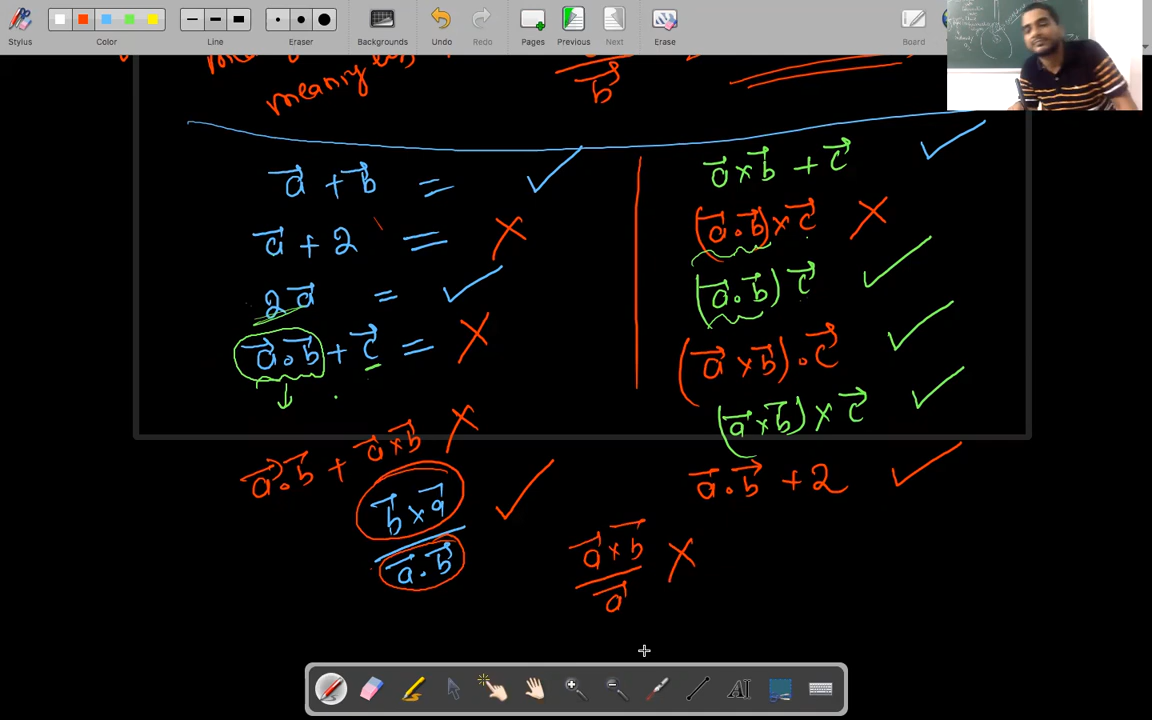 Stylus Color Line Eraser Backgrounds Undo Redo Pages Previous Next Erase Board
meaningless
b⃗
a⃗ + b⃗ = ✓
a⃗ + 2 = ✗
2a⃗ = ✓
a⃗ . b⃗ + c⃗ = ✗
a⃗ . b⃗ + a⃗ × b⃗ ✗
b⃗ × a⃗ ✓
a⃗ . b⃗
a⃗ × b⃗ + c⃗ ✓
(a⃗ . b⃗) × c⃗ ✗
(a⃗ . b⃗) c⃗ ✓
(a⃗ × b⃗) . c⃗ ✓
(a⃗ × b⃗) × c⃗ ✓
a⃗ . b⃗ + 2 ✓
a⃗ × b⃗ ✗
a⃗